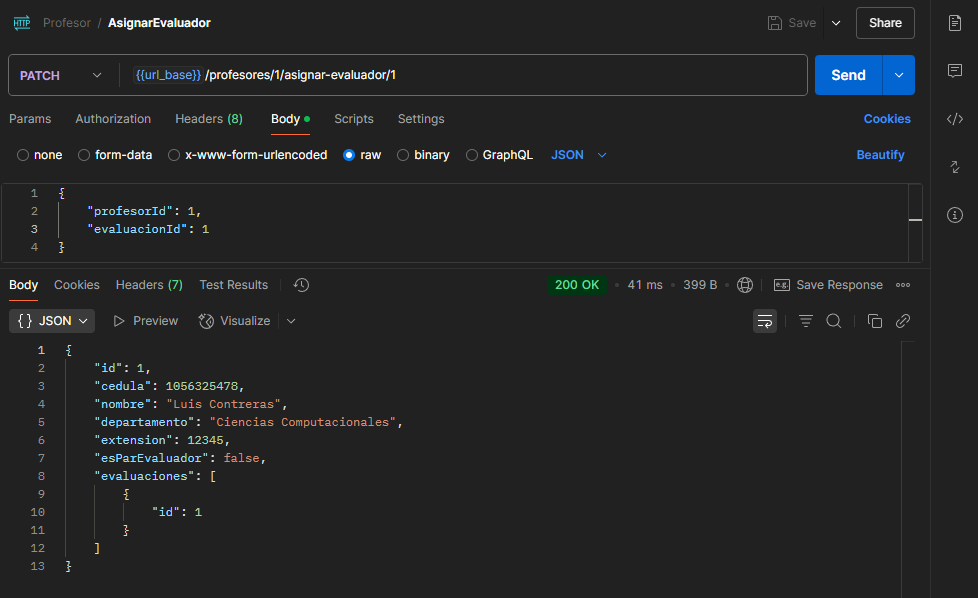 HTTP Profesor / AsignarEvaluador Save Share
PATCH {{url_base}} /profesores/1/asignar-evaluador/1 Send
Params Authorization Headers (8) Body Scripts Settings Cookies
none form-data x-www-form-urlencoded raw binary GraphQL JSON Beautify
1 {
2 "profesorId": 1,
3 "evaluacionId": 1
4 }
Body Cookies Headers (7) Test Results 200 OK 41 ms 399 B e.g. Save Response
{} JSON Preview Visualize
1 {
2 "id": 1,
3 "cedula": 1056325478,
4 "nombre": "Luis Contreras",
5 "departamento": "Ciencias Computacionales",
6 "extension": 12345,
7 "esParEvaluador": false,
8 "evaluaciones": [
9 {
10 "id": 1
11 }
12 ]
13 }